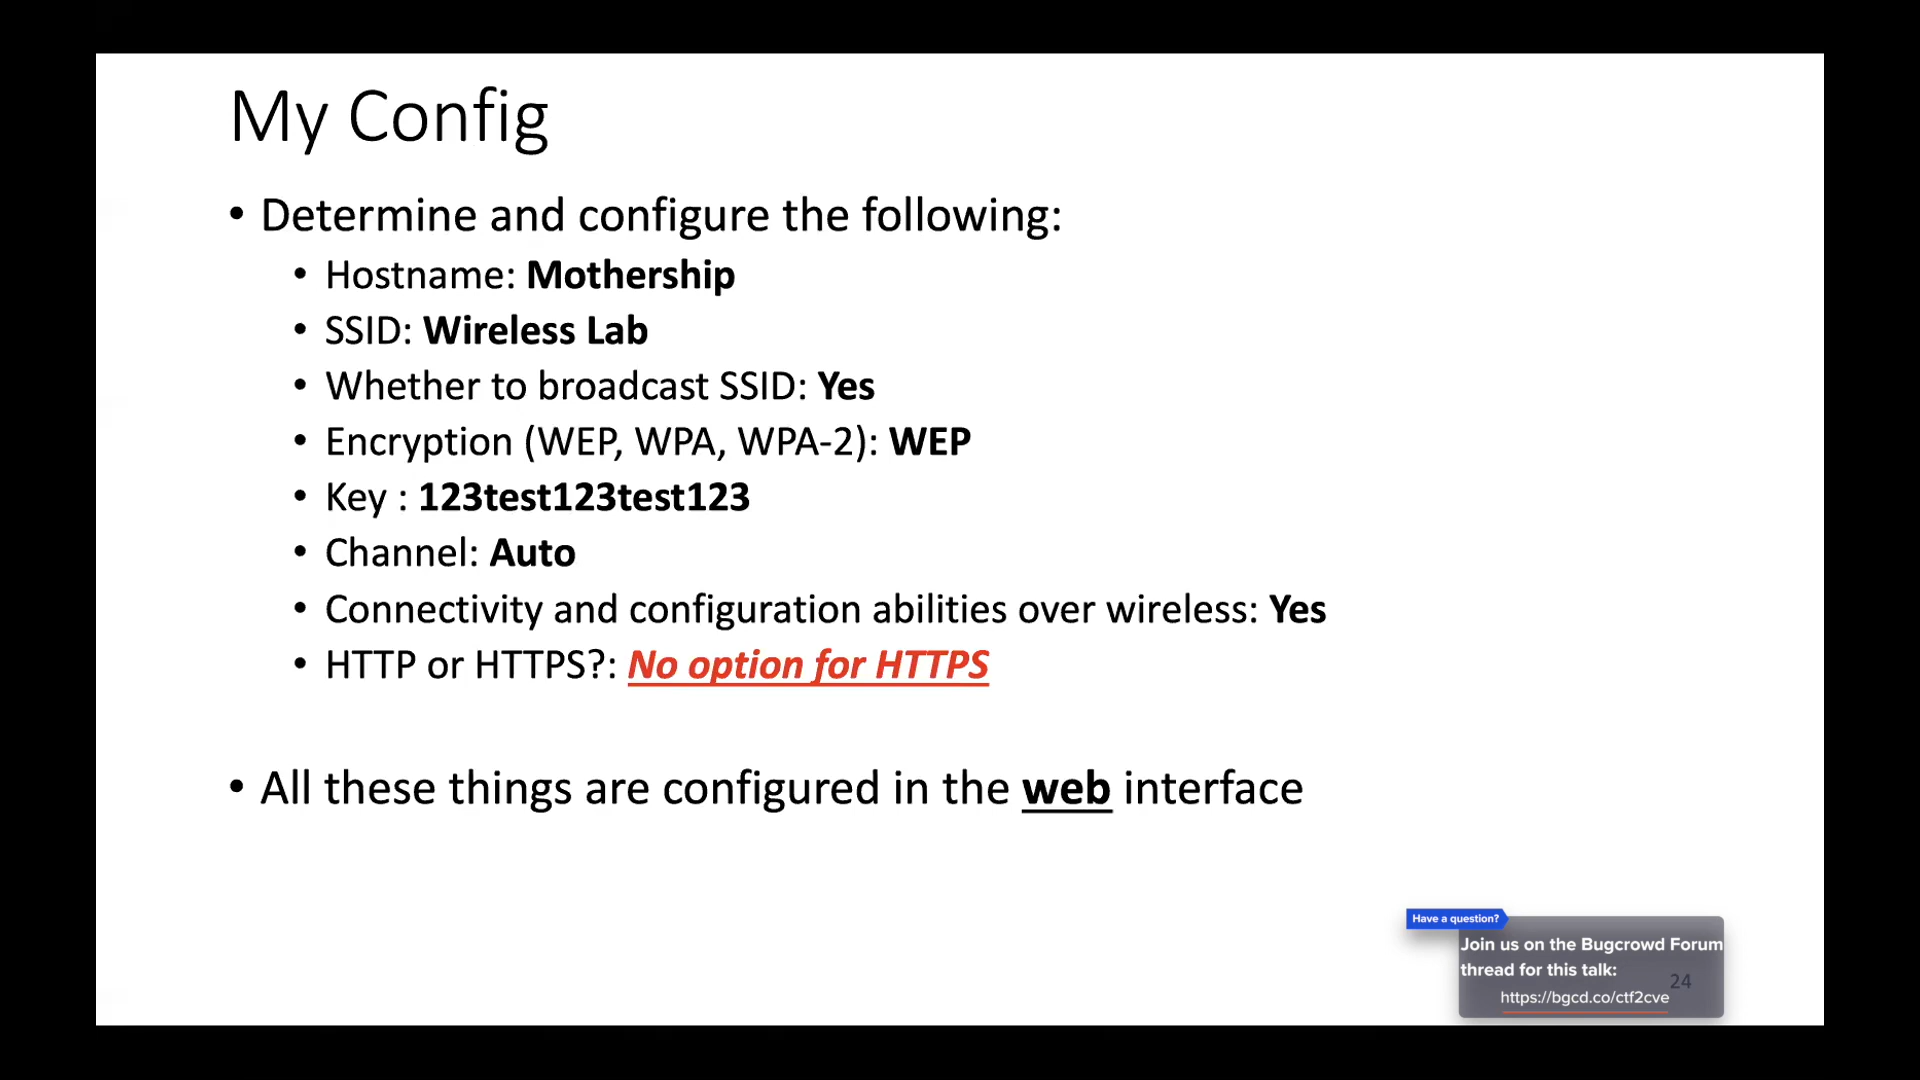 My Config
• Determine and configure the following:
• Hostname: Mothership
• SSID: Wireless Lab
• Whether to broadcast SSID: Yes
• Encryption (WEP, WPA, WPA-2): WEP
• Key : 123test123test123
• Channel: Auto
• Connectivity and configuration abilities over wireless: Yes
• HTTP or HTTPS?: No option for HTTPS
• All these things are configured in the web interface
Have a question?
Join us on the Bugcrowd Forum
thread for this talk:
24
https://bgcd.co/ctf2cve